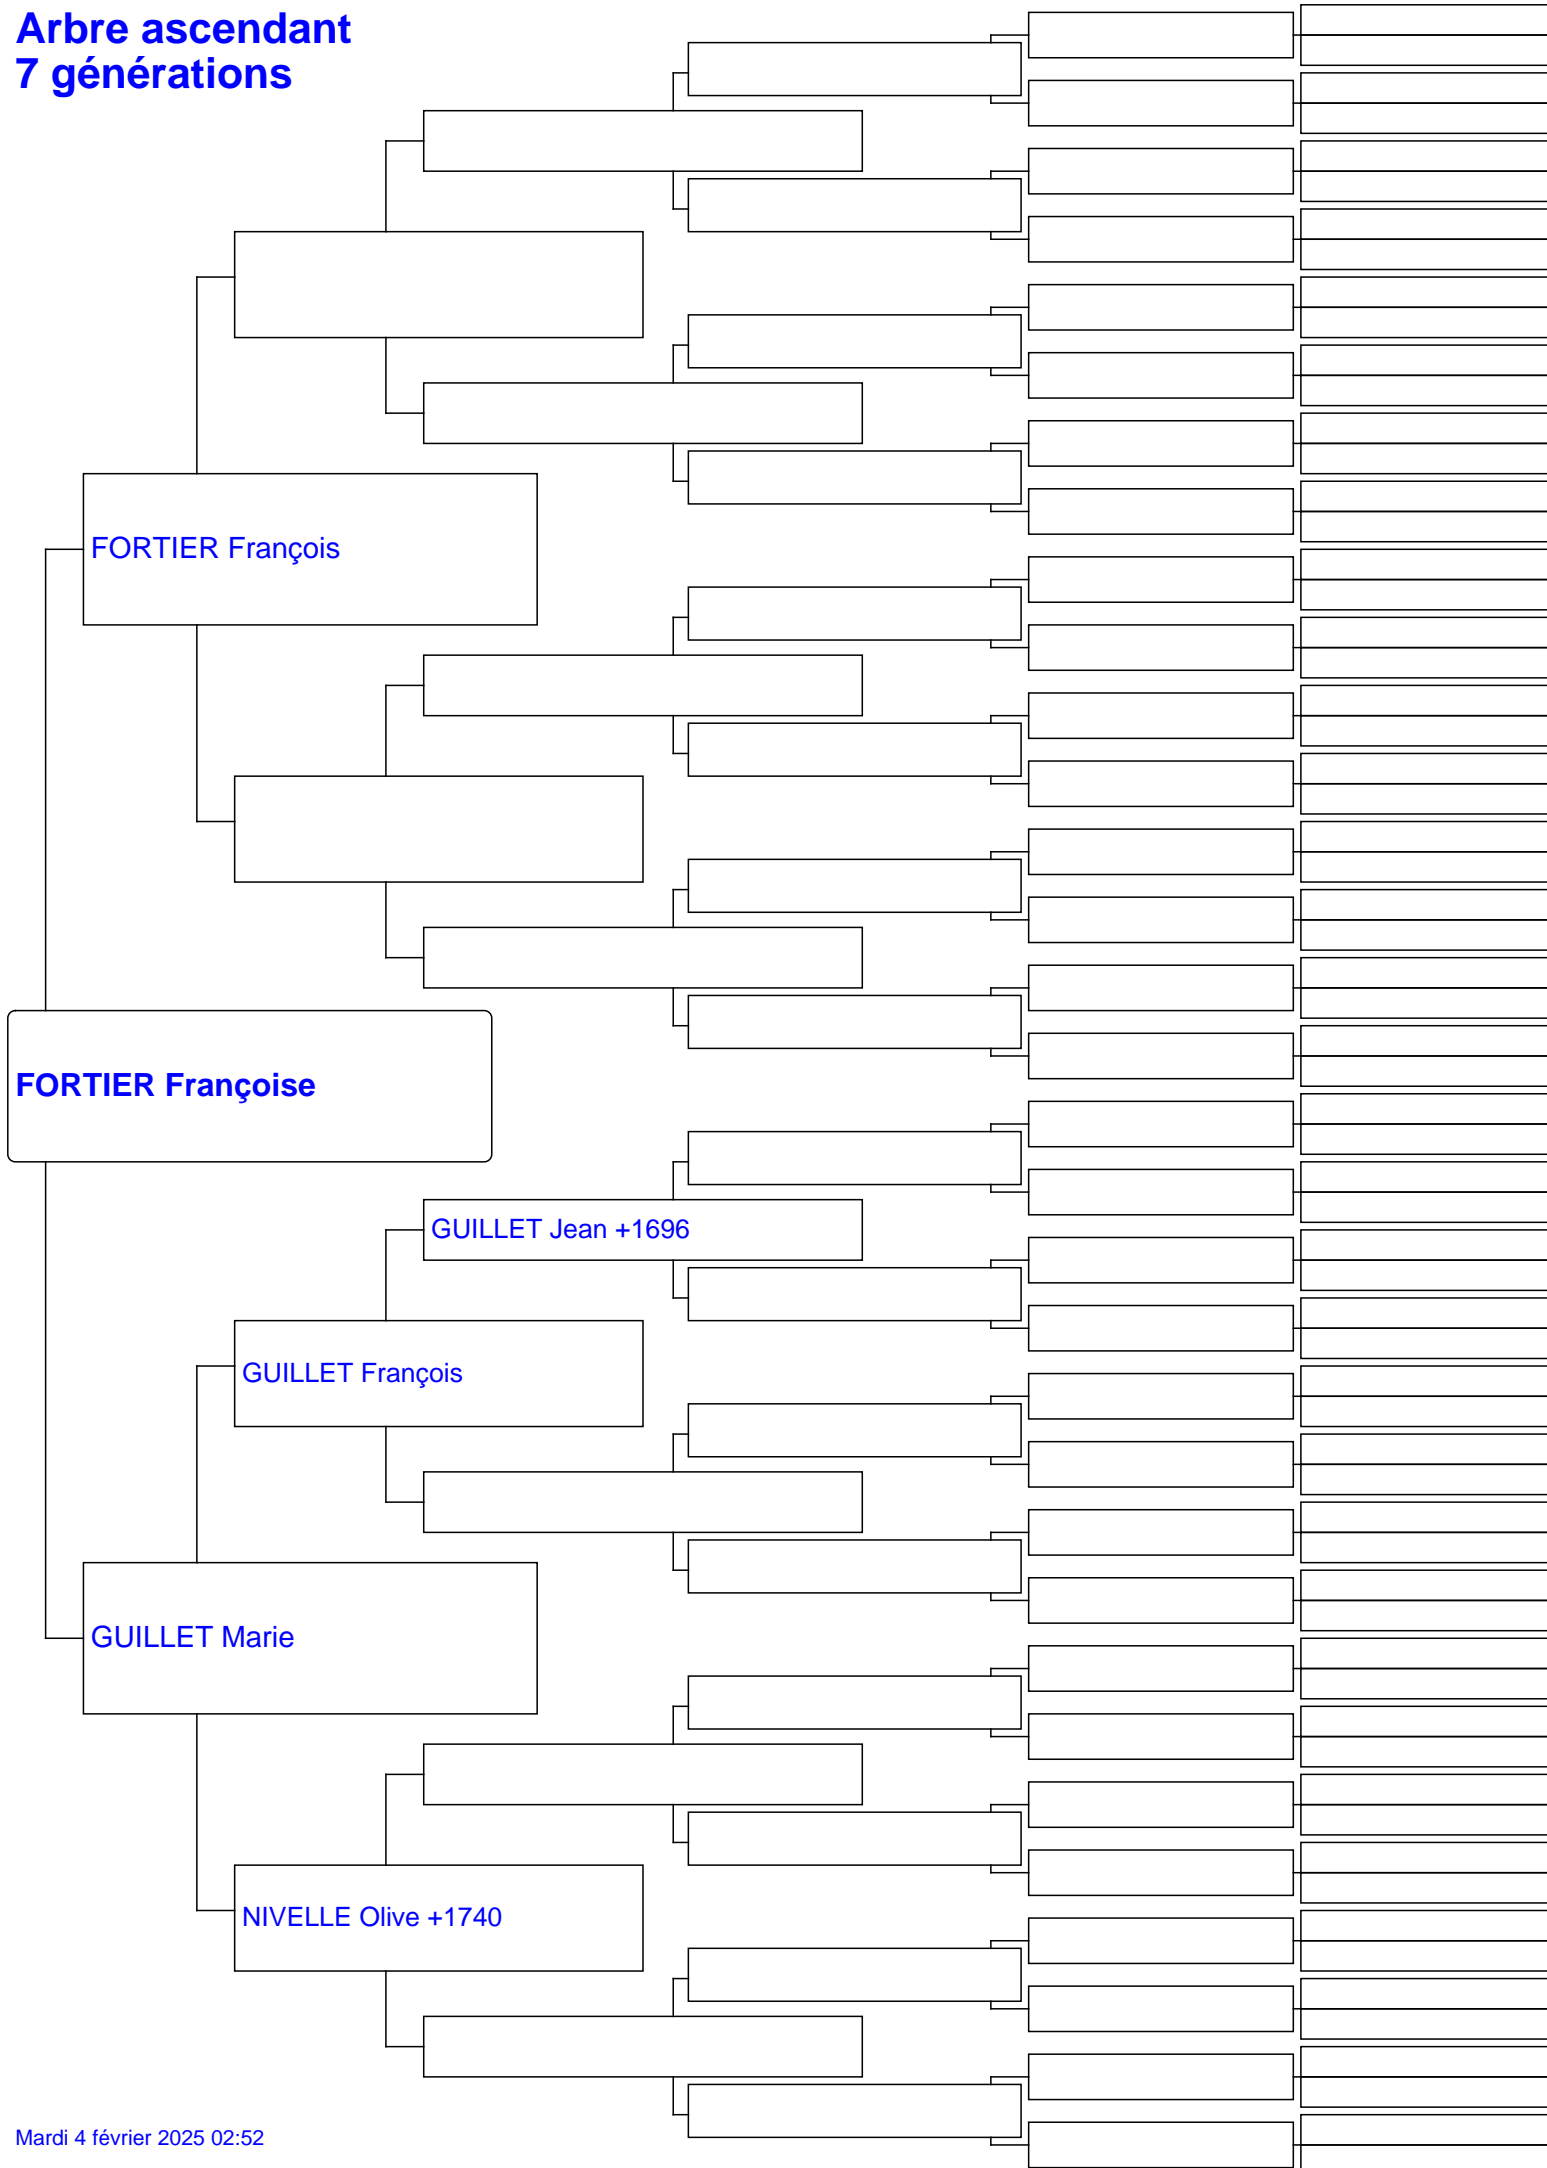 Arbre ascendant
7 générations
FORTIER François
FORTIER Françoise
GUILLET Jean +1696
GUILLET François
GUILLET Marie
NIVELLE Olive +1740
Mardi 4 février 2025 02:52